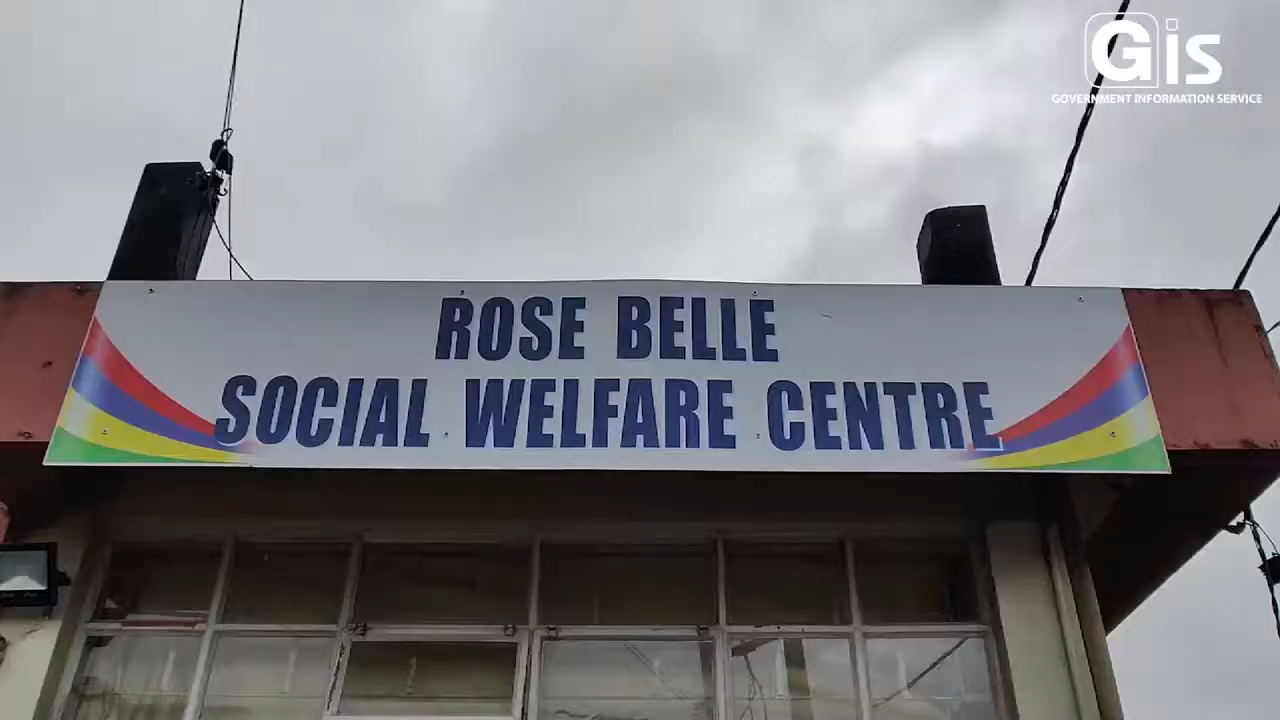 Gis
GOVERNMENT INFORMATION SERVICE
ROSE BELLE
SOCIAL WELFARE CENTRE